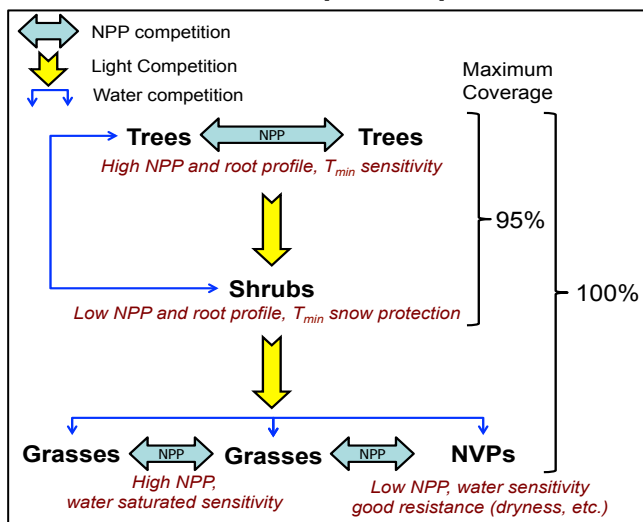 NPP competition
Light Competition
Water competition
Maximum
Coverage
Trees NPP Trees
High NPP and root profile, Tmin sensitivity
95%
Shrubs
100%
Low NPP and root profile, Tmin snow protection
Grasses NPP Grasses NPP NVPs
High NPP,
water saturated sensitivity
Low NPP, water sensitivity
good resistance (dryness, etc.)